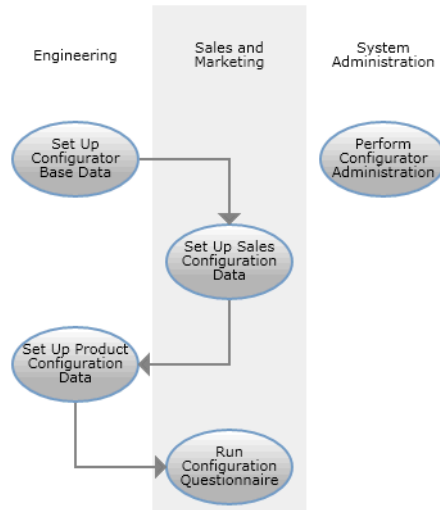 Engineering
Sales and
Marketing
System
Administration
Set Up
Configurator
Base Data
Perform
Configurator
Administration
Set Up Sales
Configuration
Data
Set Up Product
Configuration
Data
Run
Configuration
Questionnaire